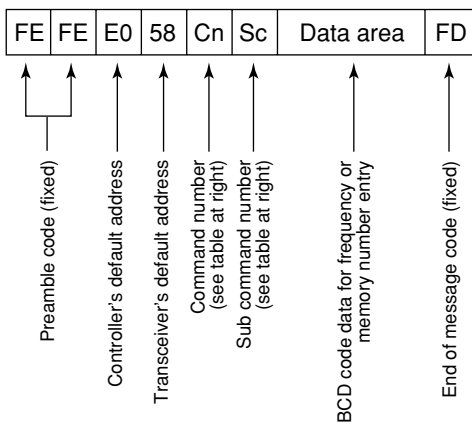 FE FE E0 58 Cn Sc Data area FD
Preamble code (fixed)
Controller's default address
Transceiver's default address
Command number
(see table at right)
Sub command number
(see table at right)
BCD code data for frequency or
memory number entry
End of message code (fixed)